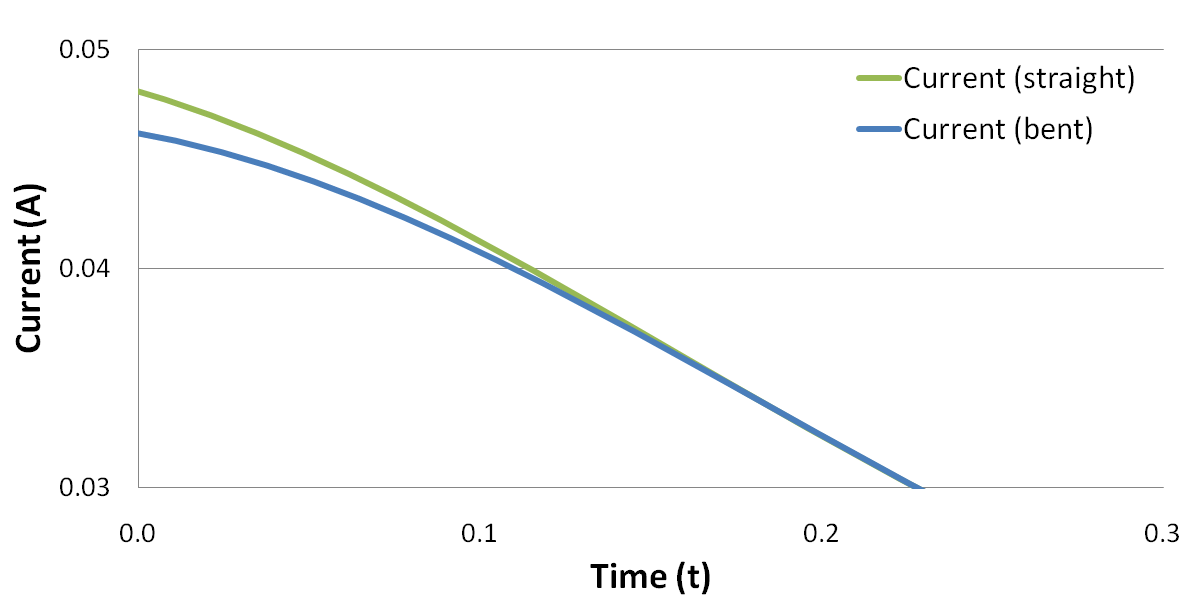 0.05
Current (straight)
Current (bent)
0.04
Current (A)
0.03
0.0
0.1
0.2
0.3
Time (t)